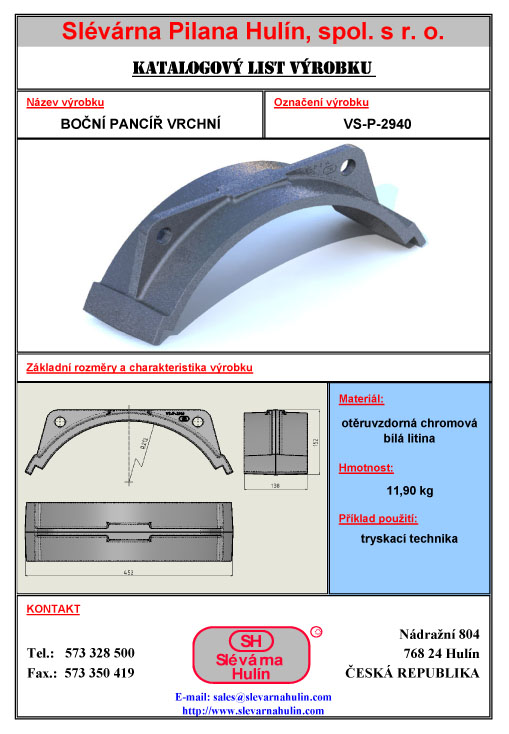 Slévárna Pilana Hulín, spol. s r. o.
KATALOGOVÝ LIST VÝROBKU
Název výrobku
Označení výrobku
BOČNÍ PANCÍŘ VRCHNÍ
VS-P-2940
Základní rozměry a charakteristika výrobku
Materiál:
otěruvzdorná chromová
bílá litina
Hmotnost:
11,90 kg
Příklad použití:
tryskací technika
152
138
452
KONTAKT
Tel.: 573 328 500
Fax.: 573 350 419
SH
Slévárna
Hulín
Nádražní 804
768 24 Hulín
ČESKÁ REPUBLIKA
E-mail: sales@slevarnahulin.com
http://www.slevarnahulin.com